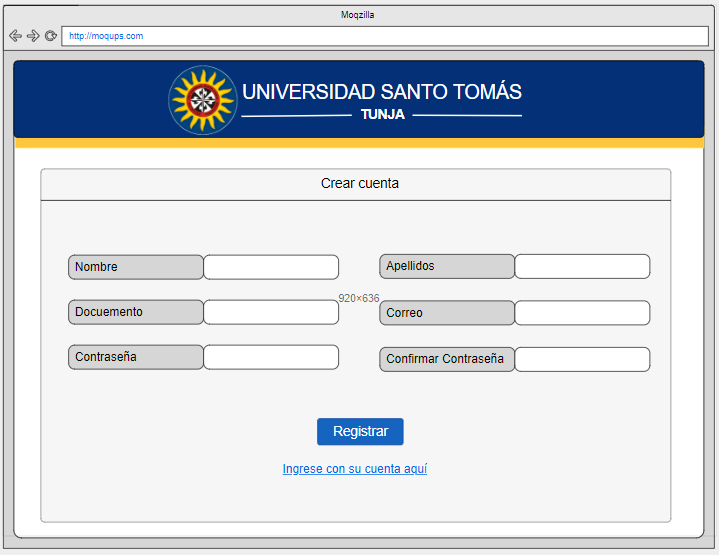 Moqzilla
http://moqups.com
UNIVERSIDAD SANTO TOMÁS
TUNJA
Crear cuenta
Nombre
Apellidos
920×636
Docuemento
Correo
Contraseña
Confirmar Contraseña
Registrar
Ingrese con su cuenta aquí